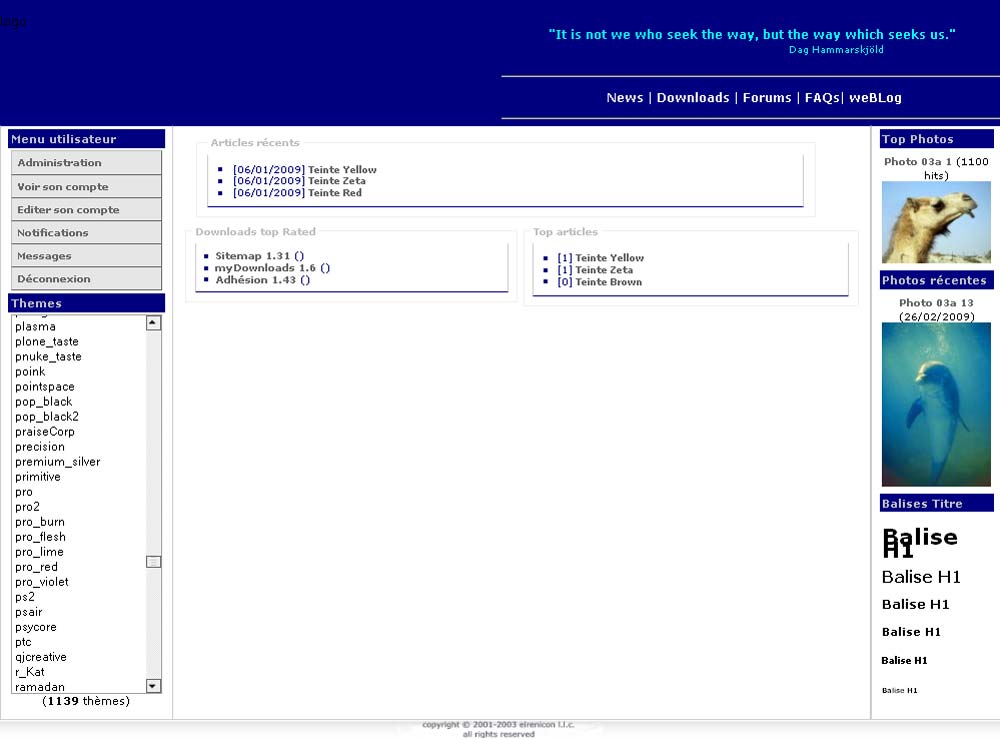 logo
"It is not we who seek the way, but the way which seeks us."
Dag Hammarskjöld
News | Downloads | Forums | FAQs| weBLog
Menu utilisateur
Administration
Voir son compte
Editer son compte
Notifications
Messages
Déconnexion
Themes
plasma
plone_taste
pnuke_taste
poink
pointspace
pop_black
pop_black2
praiseCorp
precision
premium_silver
primitive
pro
pro2
pro_burn
pro_flesh
pro_lime
pro_red
pro_violet
ps2
psair
psycore
ptc
qjcreative
r_Kat
ramadan
(1139 thèmes)
Articles récents
[06/01/2009] Teinte Yellow
[06/01/2009] Teinte Zeta
[06/01/2009] Teinte Red
Downloads top Rated
Sitemap 1.31 ()
myDownloads 1.6 ()
Adhésion 1.43 ()
Top articles
[1] Teinte Yellow
[1] Teinte Zeta
[0] Teinte Brown
Top Photos
Photo 03a 1 (1100
hits)
Photos récentes
Photo 03a 13
(26/02/2009)
Balises Titre
Balise
H1
Balise H1
Balise H1
Balise H1
Balise H1
Balise H1
copyright © 2001-2003 eirenicon l.l.c.
all rights reserved